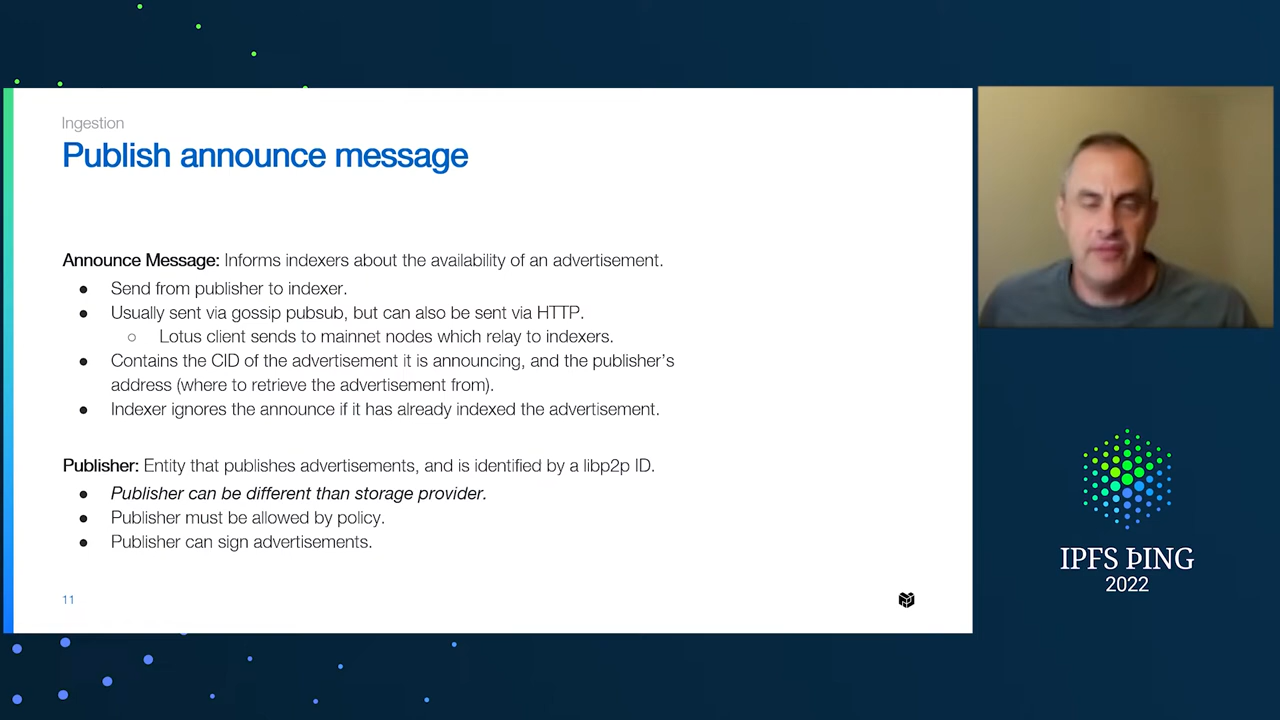 Ingestion
Publish announce message
Announce Message: Informs indexers about the availability of an advertisement.
● Send from publisher to indexer.
● Usually sent via gossip pubsub, but can also be sent via HTTP.
○ Lotus client sends to mainnet nodes which relay to indexers.
● Contains the CID of the advertisement it is announcing, and the publisher's
address (where to retrieve the advertisement from).
● Indexer ignores the announce if it has already indexed the advertisement.
Publisher: Entity that publishes advertisements, and is identified by a libp2p ID.
● Publisher can be different than storage provider.
● Publisher must be allowed by policy.
● Publisher can sign advertisements.
11
IPFS ÞING
2022